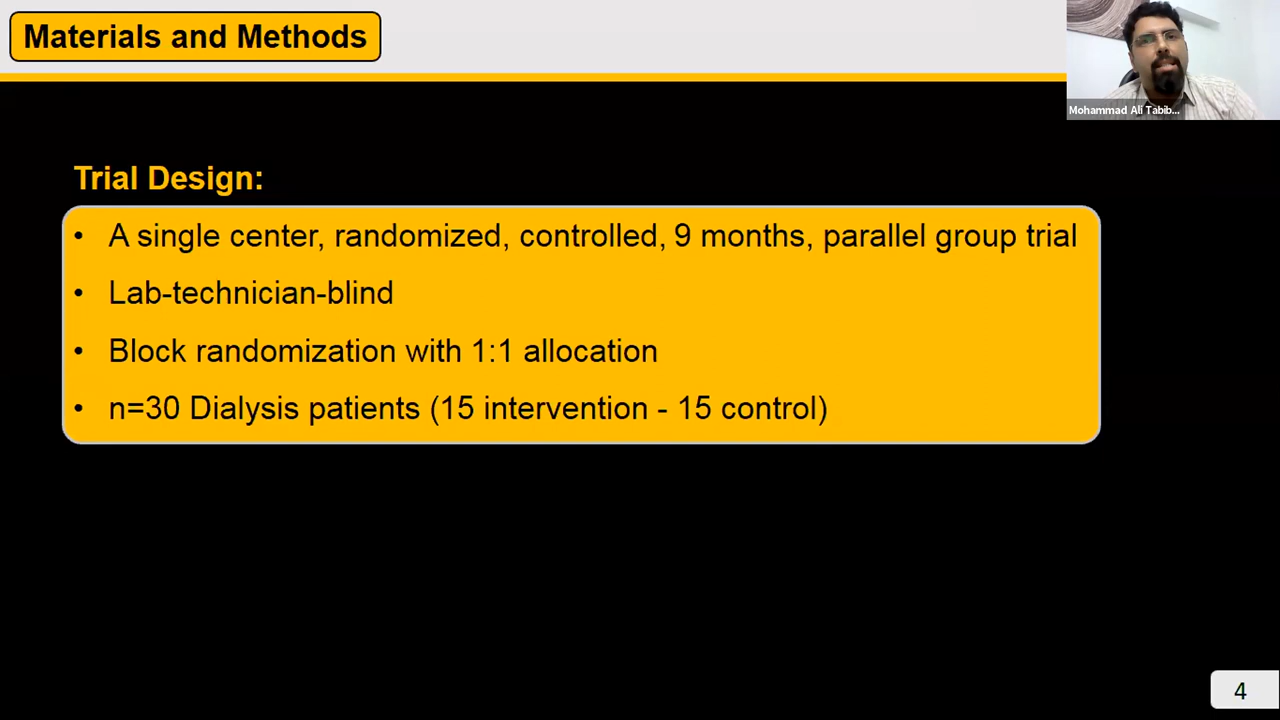 Materials and Methods
Mohammad Ali Tabib...
Trial Design:
• A single center, randomized, controlled, 9 months, parallel group trial
• Lab-technician-blind
• Block randomization with 1:1 allocation
• n=30 Dialysis patients (15 intervention - 15 control)
4